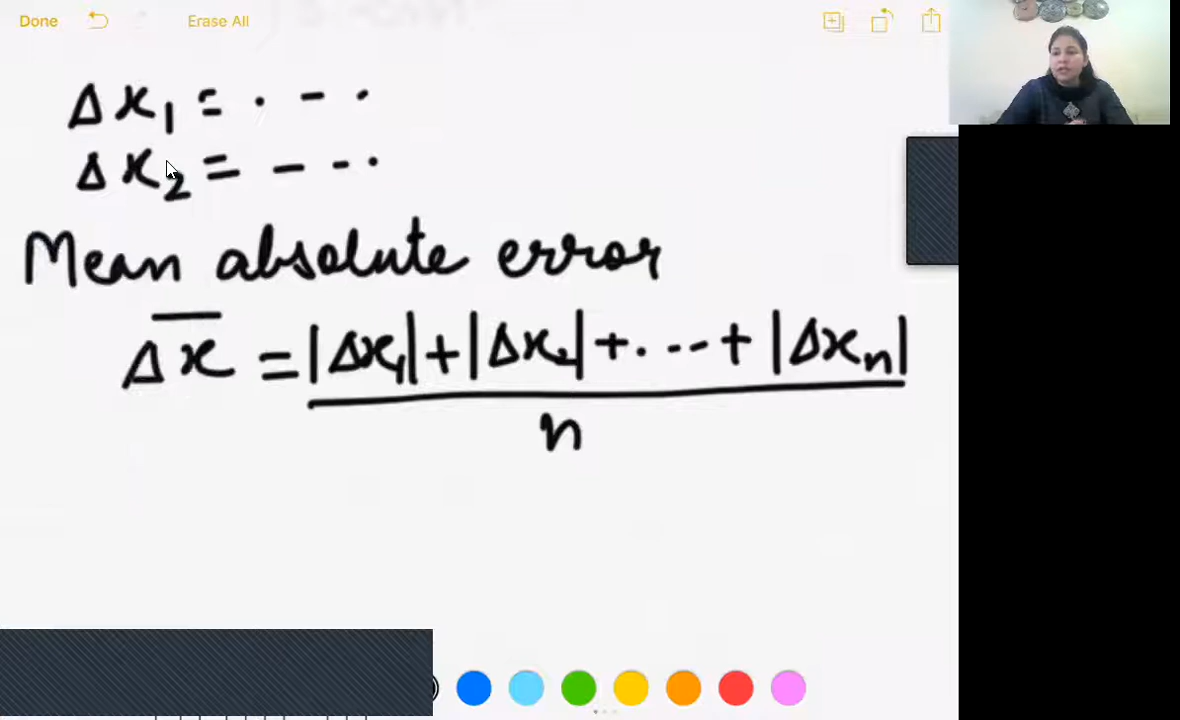 Done Erase All
Δx₁ = . - .
Δx₂ = - - .
Mean absolute error
Δx̅ = |Δx₁| + |Δx₂| + . - - + |Δxₙ|
n